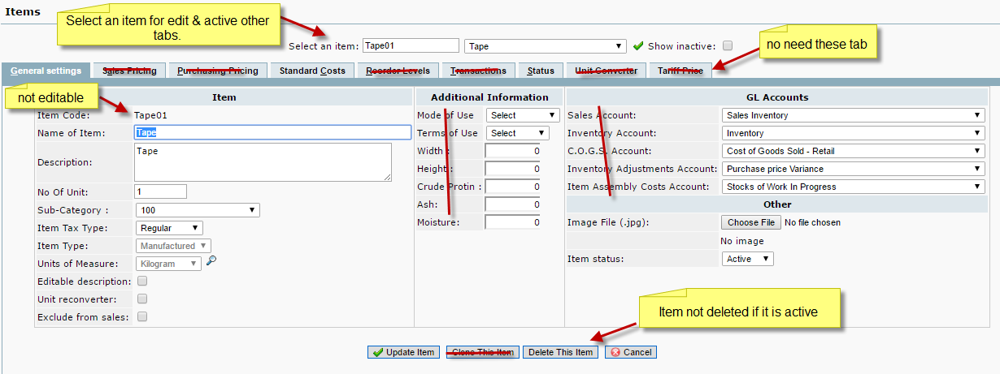 Items
Select an item for edit & active other
tabs.
Select an item: Tape01 Tape Show inactive:
no need these tab
General settings Sales Pricing Purchasing Pricing Standard Costs Reorder Levels Transactions Status Unit Converter Tariff Price
not editable
Item
Item Code: Tape01
Name of Item: Tape
Description: Tape
No Of Unit: 1
Sub-Category : 100
Item Tax Type: Regular
Item Type: Manufactured
Units of Measure: Kilogram
Editable description:
Unit reconverter:
Exclude from sales:
Additional Information
Mode of Use Select
Terms of Use Select
Width : 0
Height : 0
Crude Protin : 0
Ash: 0
Moisture: 0
GL Accounts
Sales Account: Sales Inventory
Inventory Account: Inventory
C.O.G.S. Account: Cost of Goods Sold - Retail
Inventory Adjustments Account: Purchase price Variance
Item Assembly Costs Account: Stocks of Work In Progress
Other
Image File (.jpg): Choose File No file chosen
No image
Item status: Active
Item not deleted if it is active
Update Item Clone This Item Delete This Item Cancel